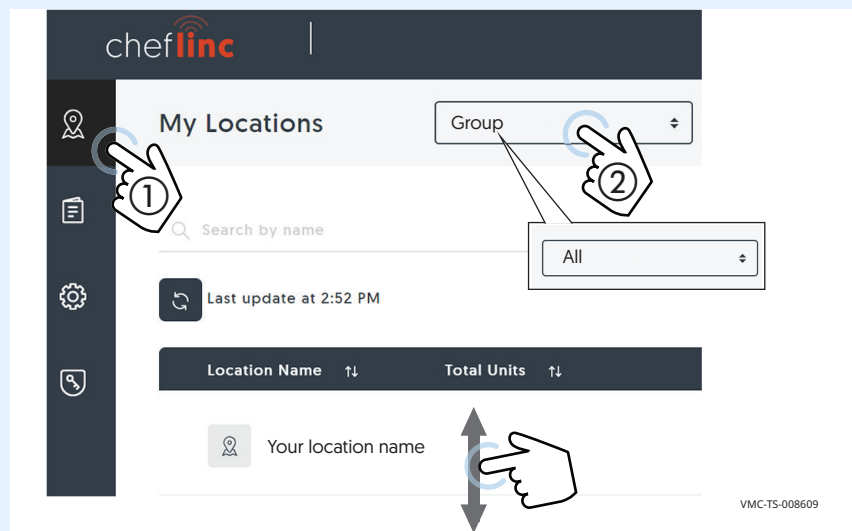 cheflinc
My Locations
Group
1
2
Search by name
All
Last update at 2:52 PM
Location Name ↑↓ Total Units ↑↓
Your location name
VMC-TS-008609